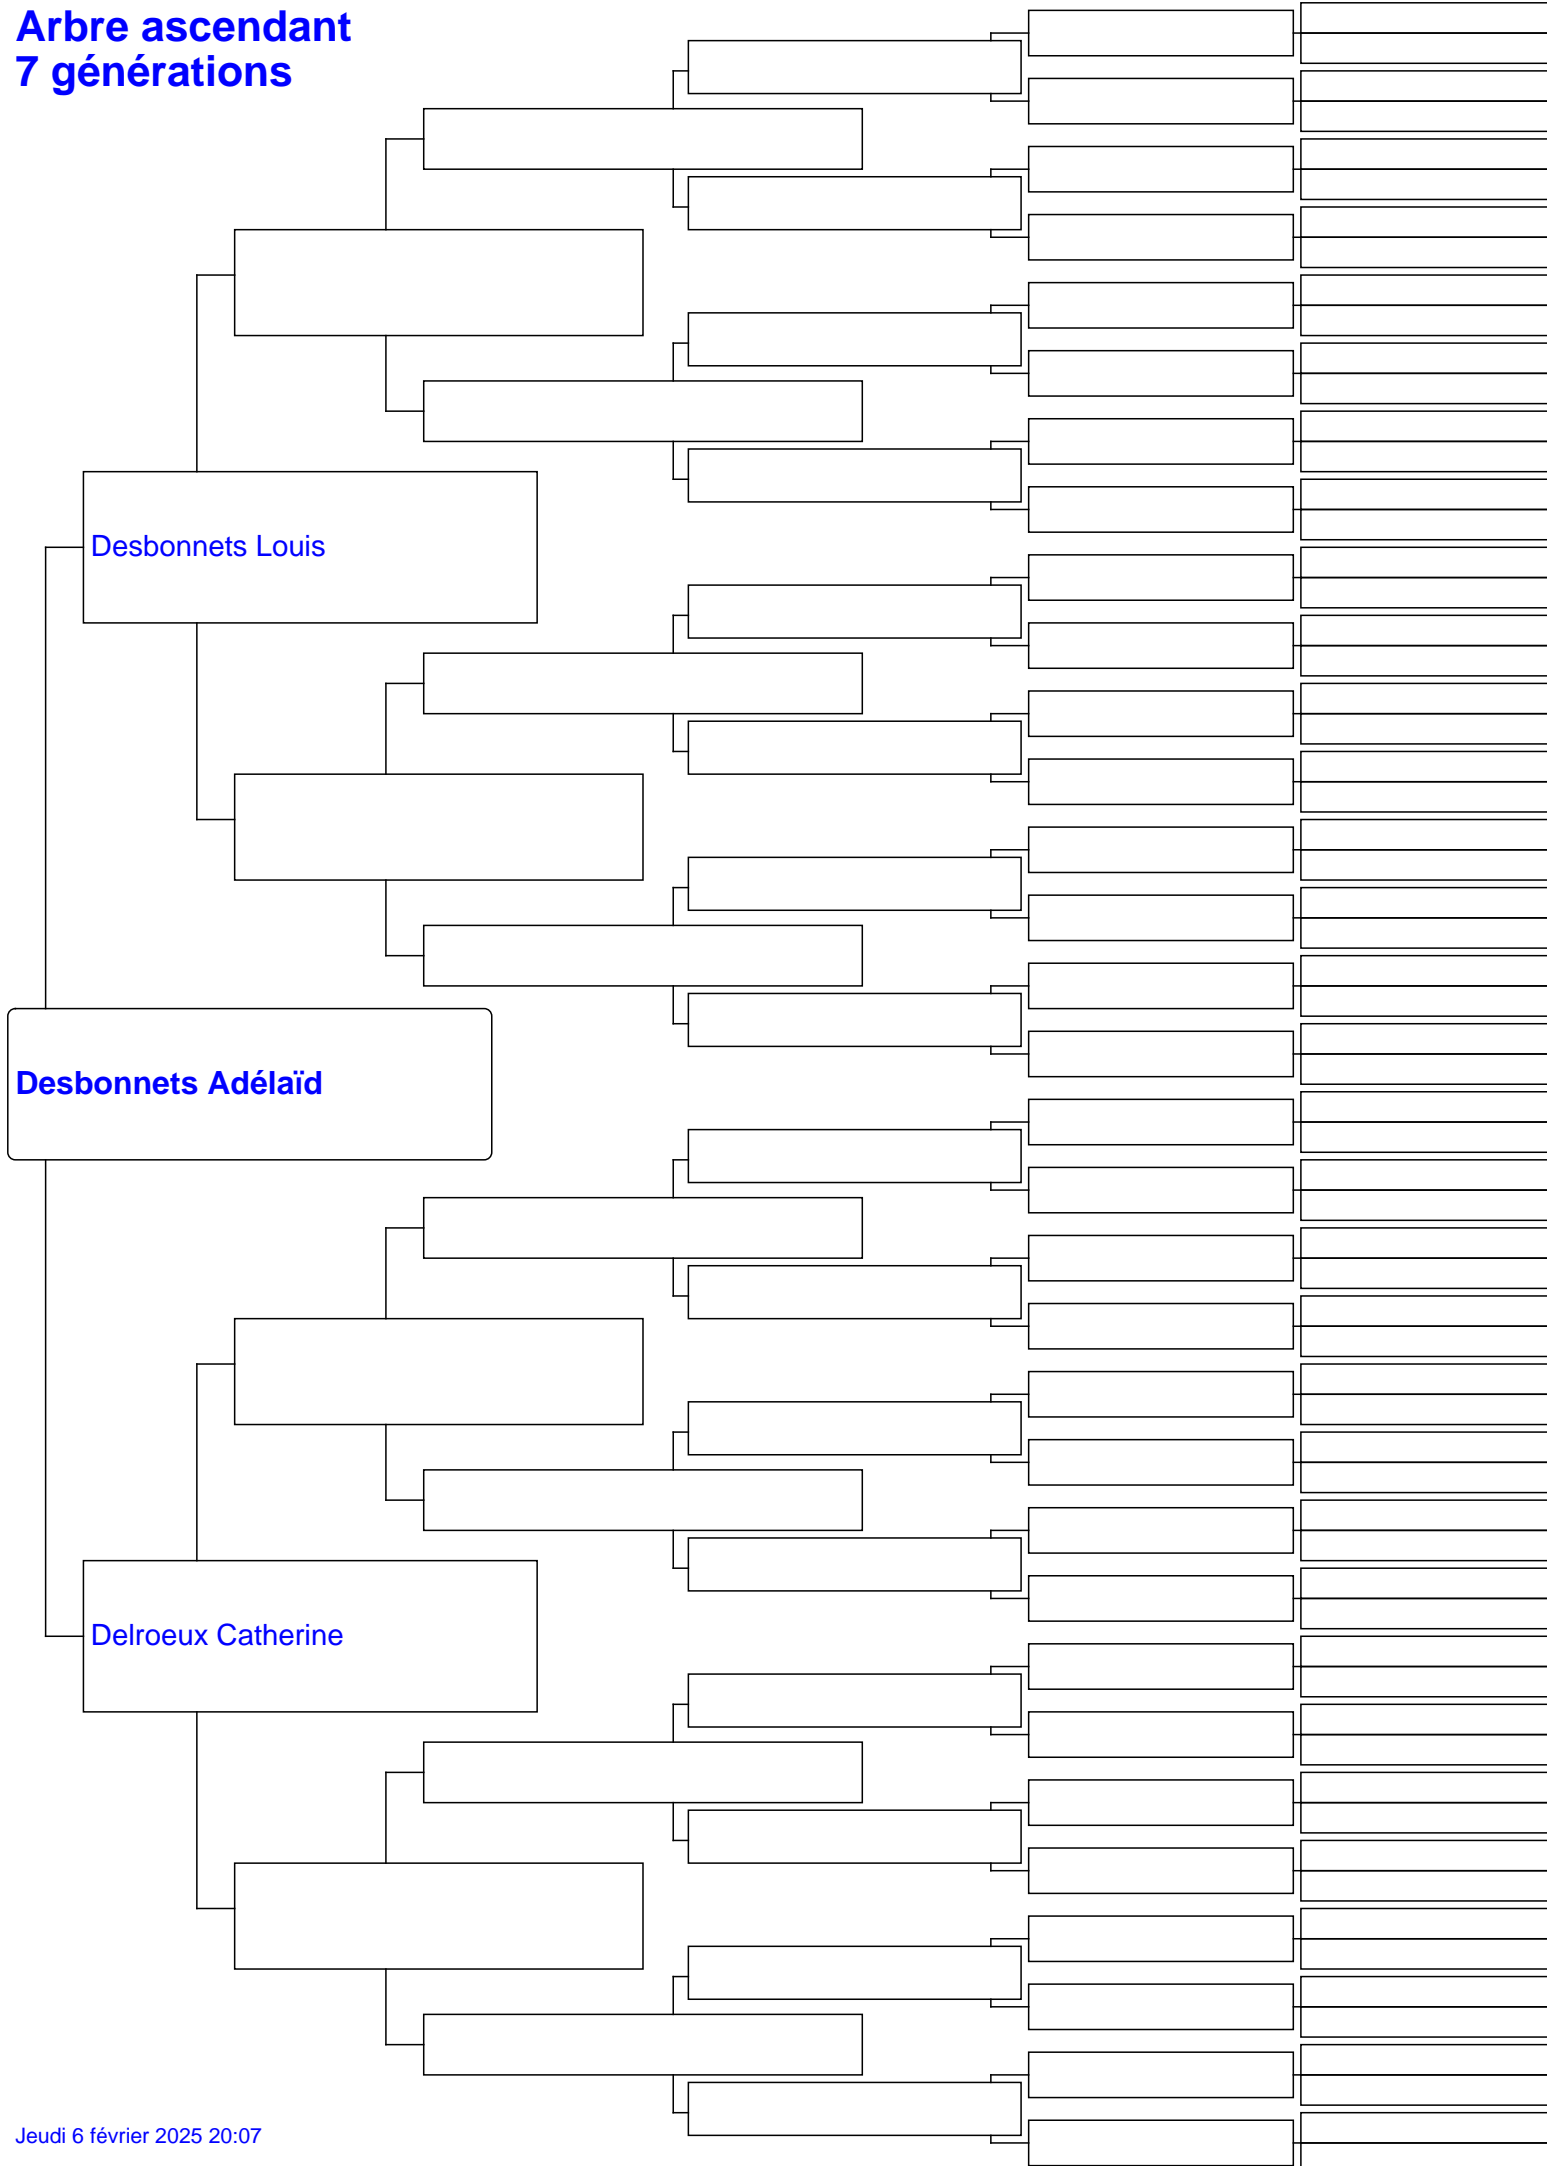 Arbre ascendant
7 générations
Desbonnets Louis
Desbonnets Adélaïd
Delroeux Catherine
Jeudi 6 février 2025 20:07